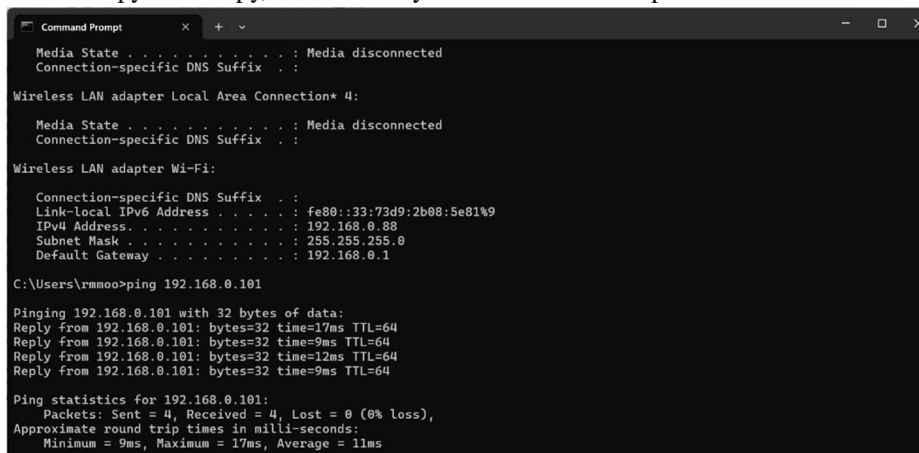 Command Prompt
Media State . . . . . . . . . . . : Media disconnected
Connection-specific DNS Suffix  . :
Wireless LAN adapter Local Area Connection* 4:
Media State . . . . . . . . . . . : Media disconnected
Connection-specific DNS Suffix  . :
Wireless LAN adapter Wi-Fi:
Connection-specific DNS Suffix  . :
Link-local IPv6 Address . . . . . : fe80::33:73d9:2b08:5e81%9
IPv4 Address. . . . . . . . . . . : 192.168.0.88
Subnet Mask . . . . . . . . . . . : 255.255.255.0
Default Gateway . . . . . . . . . : 192.168.0.1
C:\Users\rmmoo>ping 192.168.0.101
Pinging 192.168.0.101 with 32 bytes of data:
Reply from 192.168.0.101: bytes=32 time=17ms TTL=64
Reply from 192.168.0.101: bytes=32 time=9ms TTL=64
Reply from 192.168.0.101: bytes=32 time=12ms TTL=64
Reply from 192.168.0.101: bytes=32 time=9ms TTL=64
Ping statistics for 192.168.0.101:
Packets: Sent = 4, Received = 4, Lost = 0 (0% loss),
Approximate round trip times in milli-seconds:
Minimum = 9ms, Maximum = 17ms, Average = 11ms